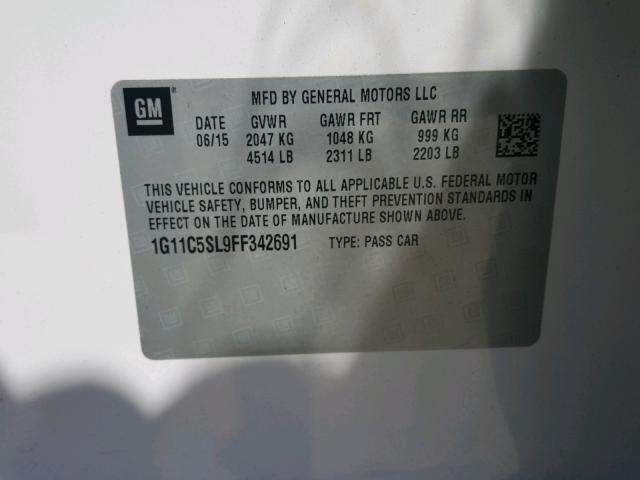 GM
MFD BY GENERAL MOTORS LLC
DATE GVWR GAWR FRT GAWR RR
06/15 2047 KG 1048 KG 999 KG
4514 LB 2311 LB 2203 LB
THIS VEHICLE CONFORMS TO ALL APPLICABLE U.S. FEDERAL MOTOR
VEHICLE SAFETY, BUMPER, AND THEFT PREVENTION STANDARDS IN
EFFECT ON THE DATE OF MANUFACTURE SHOWN ABOVE.
1G11C5SL9FF342691 TYPE: PASS CAR